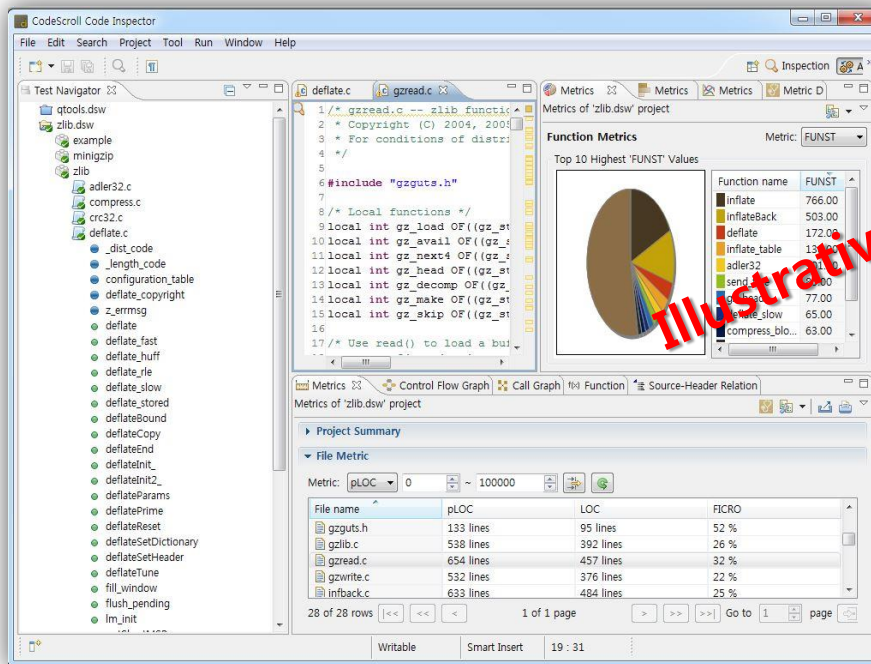 CodeScroll Code Inspector
File Edit Search Project Tool Run Window Help
Inspection A
Test Navigator
qtools.dsw
zlib.dsw
example
minigzip
zlib
adler32.c
compress.c
crc32.c
deflate.c
_dist_code
_length_code
configuration_table
deflate_copyright
z_errmsg
deflate
deflate_fast
deflate_huff
deflate_rle
deflate_slow
deflate_stored
deflateBound
deflateCopy
deflateEnd
deflateInit_
deflateInit2_
deflateParams
deflatePrime
deflateReset
deflateSetDictionary
deflateSetHeader
deflateTune
fill_window
flush_pending
lm_init
deflate.c gzread.c
1 /* gzread.c -- zlib functio
2 * Copyright (C) 2004, 2005
3 * For conditions of distri
4 */
5
6 #include "gzguts.h"
7
8 /* Local functions */
9 local int gz_load OF((gz_st
10 local int gz_avail OF((gz_s
11 local int gz_next4 OF((gz_s
12 local int gz_head OF((gz_st
13 local int gz_decomp OF((gz_
14 local int gz_make OF((gz_st
15 local int gz_skip OF((gz_st
16
17 /* Use read() to load a buf
Metrics Metrics Metrics Metric D
Metrics of 'zlib.dsw' project
Function Metrics Metric: FUNST
Top 10 Highest 'FUNST' Values
Function name FUNST
inflate 766.00
inflateBack 503.00
deflate 172.00
inflate_table
adler32
77.00
deflate_slow 65.00
compress_blo... 63.00
Illustrativ
Metrics Control Flow Graph Call Graph Function Source-Header Relation
Metrics of 'zlib.dsw' project
Project Summary
File Metric
Metric: pLOC 0 ~ 100000
File name pLOC LOC FICRO
gzguts.h 133 lines 95 lines 52 %
gzlib.c 538 lines 392 lines 26 %
gzread.c 654 lines 457 lines 32 %
gzwrite.c 532 lines 376 lines 22 %
infback.c 633 lines 484 lines 25 %
28 of 28 rows |<< << < 1 of 1 page > >> >>| Go to 1 page
Writable Smart Insert 19 : 31